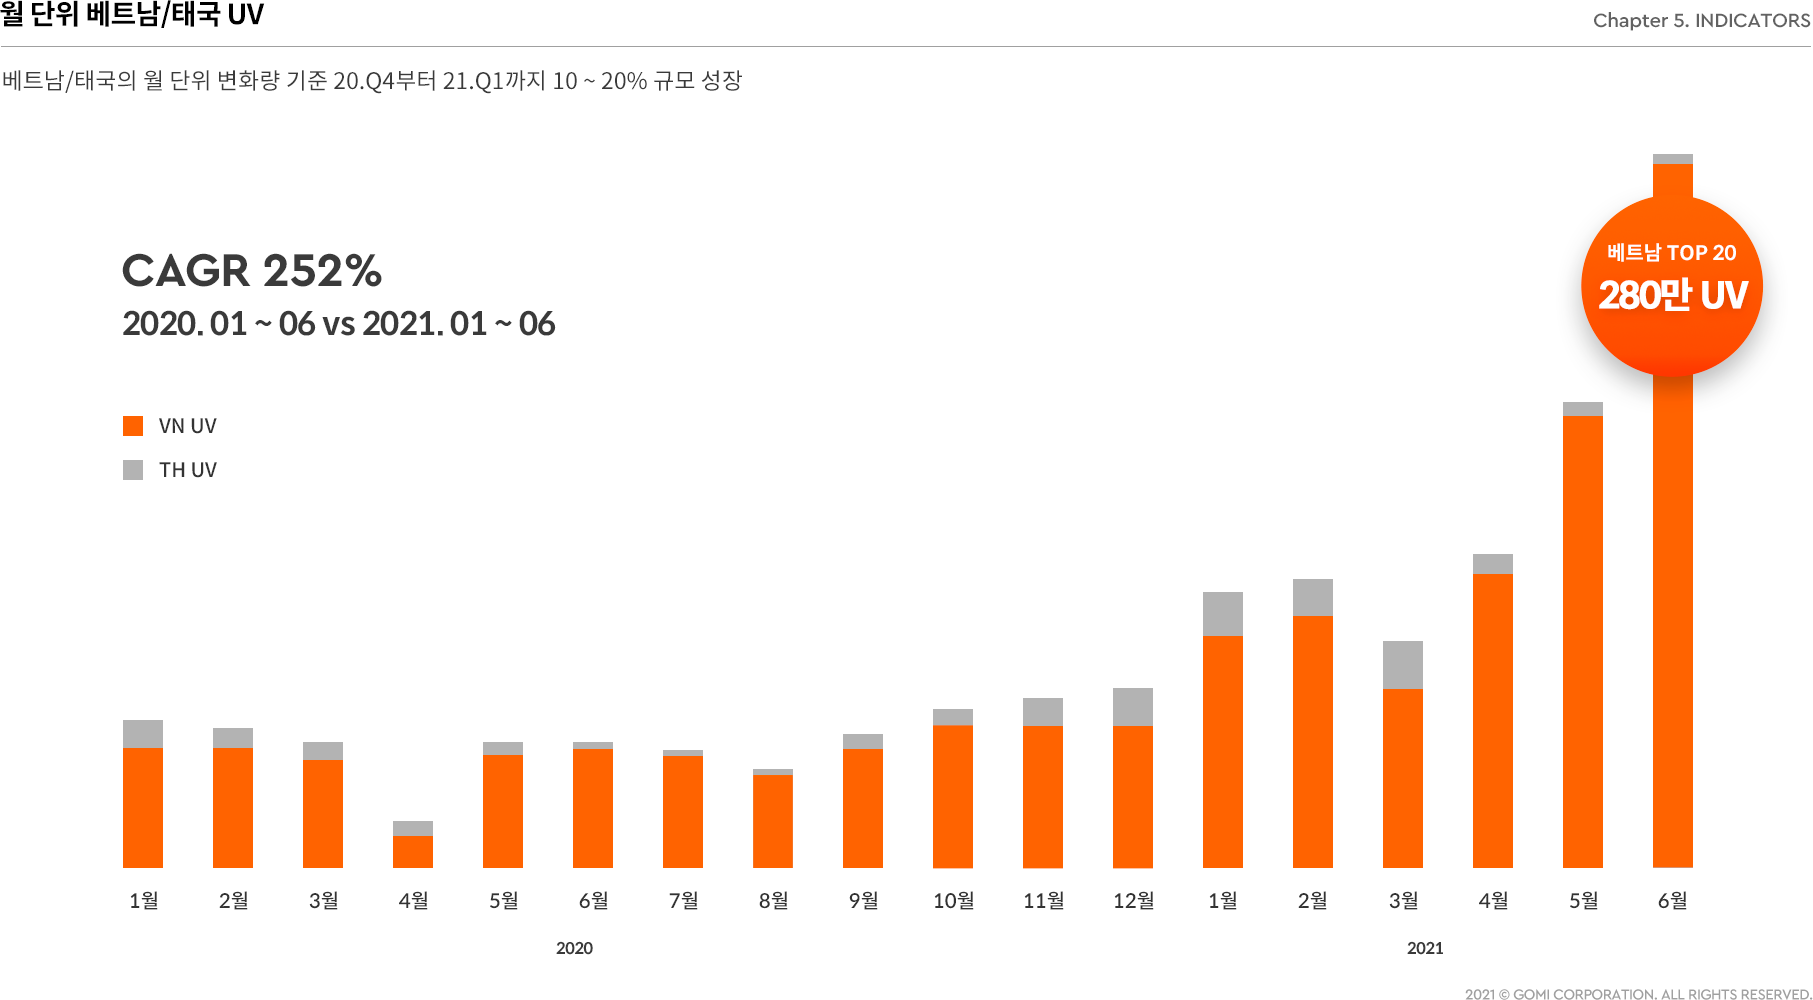 월 단위 베트남/태국 UV
Chapter 5. INDICATORS
베트남/태국의 월 단위 변화량 기준 20.Q4부터 21.Q1까지 10 ~ 20% 규모 성장
CAGR 252%
2020. 01 ~ 06 vs 2021. 01 ~ 06
VN UV
TH UV
베트남 TOP 20
280만 UV
1월 2월 3월 4월 5월 6월 7월 8월 9월 10월 11월 12월 1월 2월 3월 4월 5월 6월
2020 2021
2021 © GOMI CORPORATION. ALL RIGHTS RESERVED.